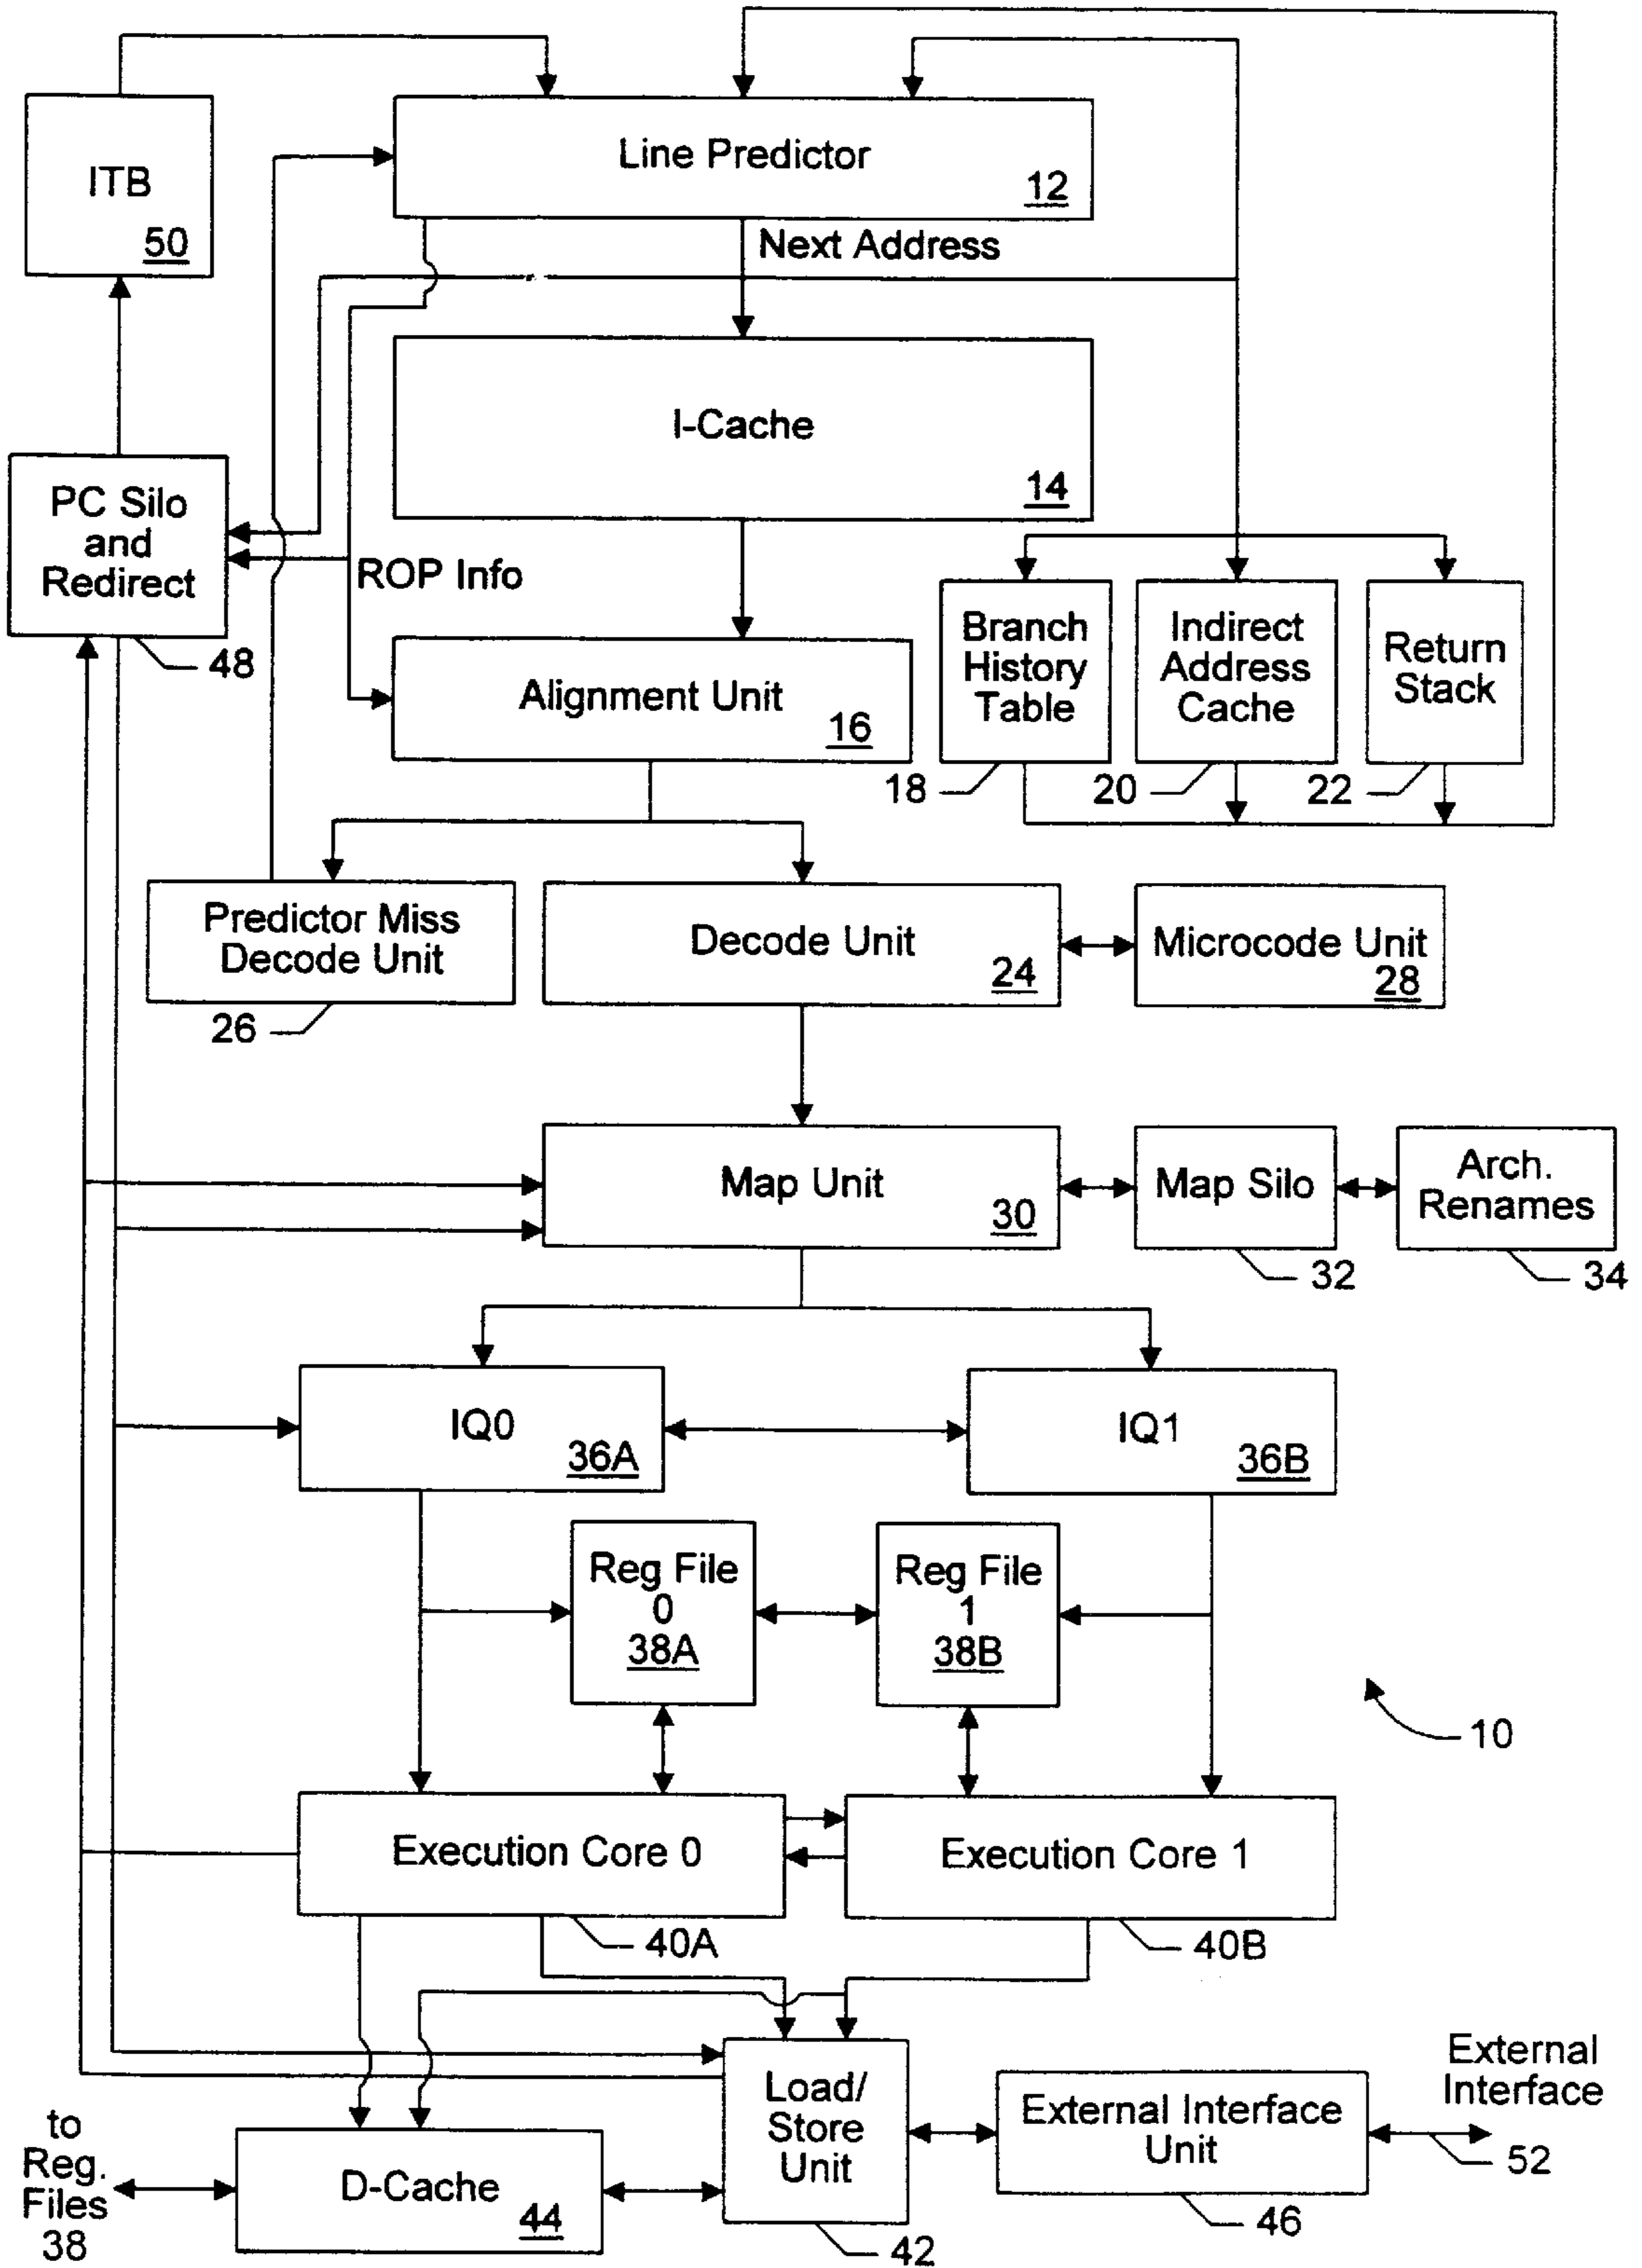 Line Predictor
12
ITB
50
Next Address
I-Cache
14
PC Silo
and
Redirect
48
ROP Info
Alignment Unit
16
Branch
History
Table
18
Indirect
Address
Cache
20
Return
Stack
22
Predictor Miss
Decode Unit
26
Decode Unit
24
Microcode Unit
28
Map Unit
30
Map Silo
32
Arch.
Renames
34
IQ0
36A
IQ1
36B
Reg File
0
38A
Reg File
1
38B
10
Execution Core 0
40A
Execution Core 1
40B
Load/
Store
Unit
42
External Interface
Unit
46
External
Interface
52
to
Reg.
Files
38
D-Cache
44